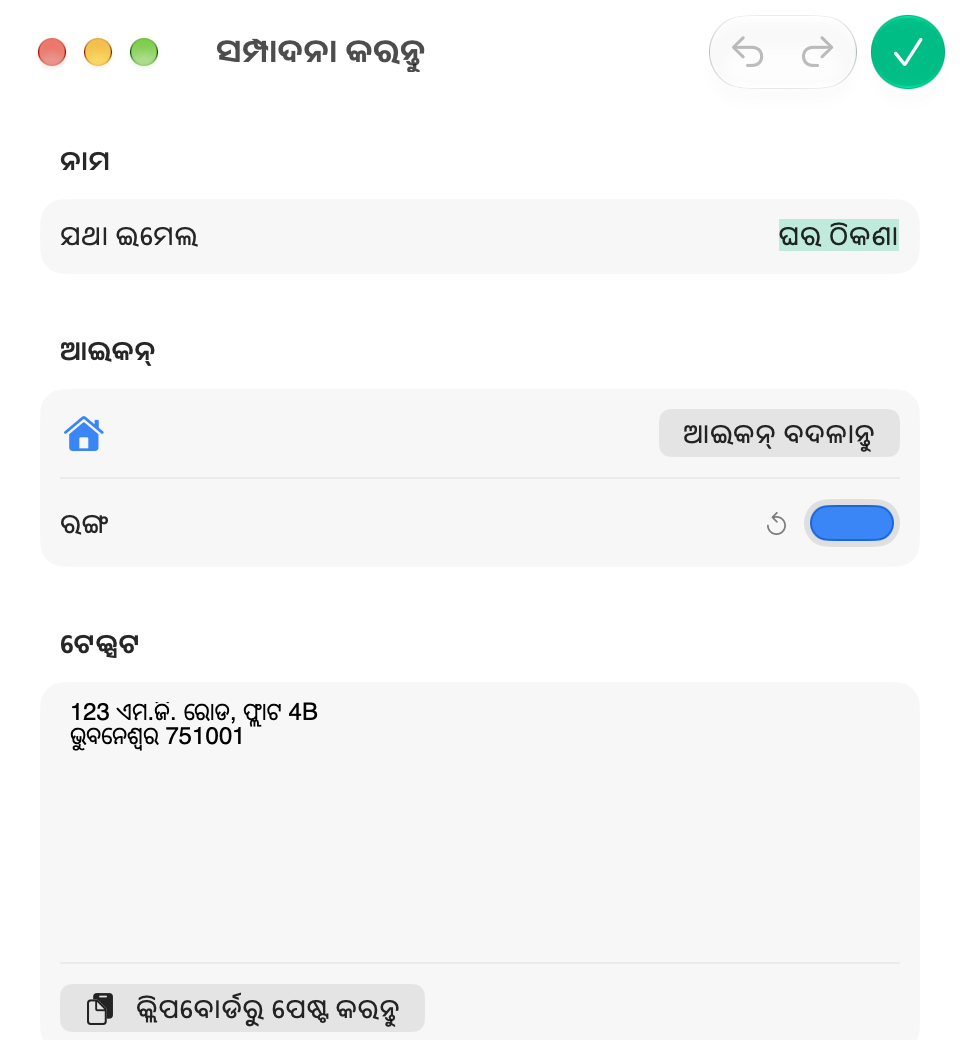 ସମ୍ପାଦନା କରନ୍ତୁ
ନାମ
ଯଥା ଇମେଲ ଘର ଠିକଣା
ଆଇକନ୍
ଆଇକନ୍ ବଦଳାନ୍ତୁ
ରଙ୍ଗ
ଟେକ୍ସଟ
123 ଏମ.ଜି. ରୋଡ, ଫ୍ଲାଟ 4B
ଭୁବନେଶ୍ୱର 751001
କ୍ଲିପବୋର୍ଡରୁ ପେଷ୍ଟ କରନ୍ତୁ